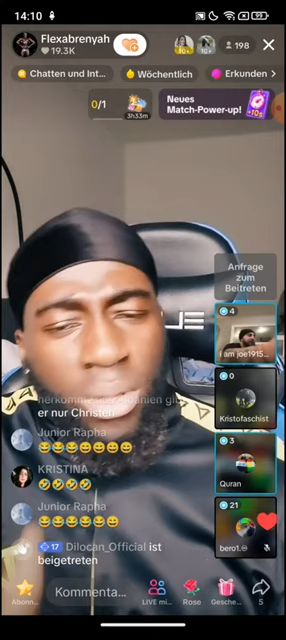 14:10
99
Flexabrenyah
19.3K
198
Chatten und Int...
Wöchentlich
Erkunden
0/1
3h33m
Neues
Match-Power-up!
Anfrage
zum
Beitreten
4
i am joe1915...
0
Kristofaschist
3
Quran
21
er nur Christen
Junior Rapha
😂😂😂😄😄😄😄
KRISTINA
🤣🤣🤣🤣
Junior Rapha
😂😂😂😂😂😄
17 Dilocan_Official ist
beigetreten
Abonn...
Kommenta...
LIVE mi...
Rose
Gesche...
5